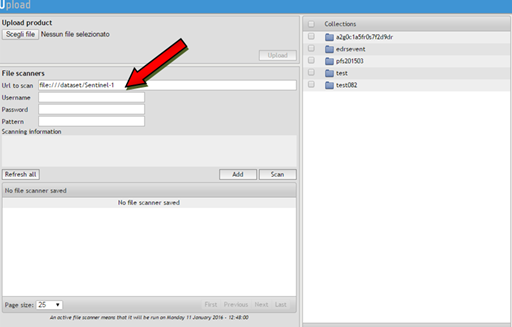 Upload
Upload product
Scegli file Nessun file selezionato
Upload
File scanners
Url to scan file:///dataset/Sentinel-1
Username
Password
Pattern
Scanning information
Refresh all Add Scan
No file scanner saved
No file scanner saved
Page size: 25 First Previous Next Last
An active file scanner means that it will be run on Monday 11 January 2016 - 12:48:00
Collections
a2g0c1a5fr0s7f2d9dr
edrsevent
pfs201503
test
test082